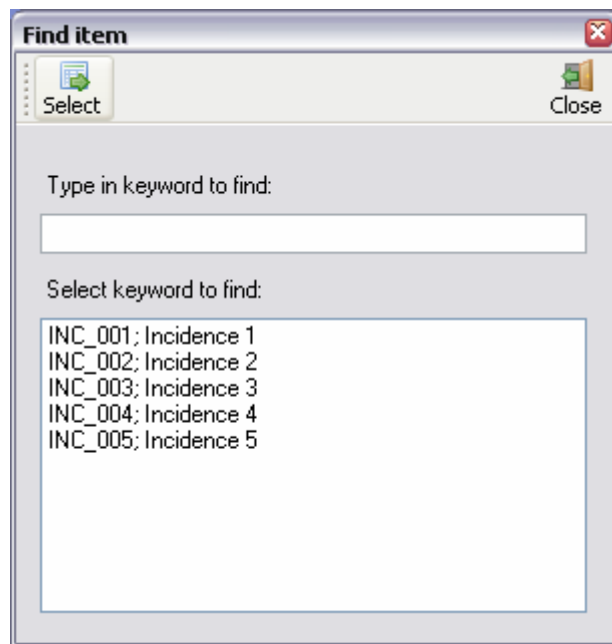 Find item
Select
Close
Type in keyword to find:
Select keyword to find:
INC_001; Incidence 1
INC_002; Incidence 2
INC_003; Incidence 3
INC_004; Incidence 4
INC_005; Incidence 5